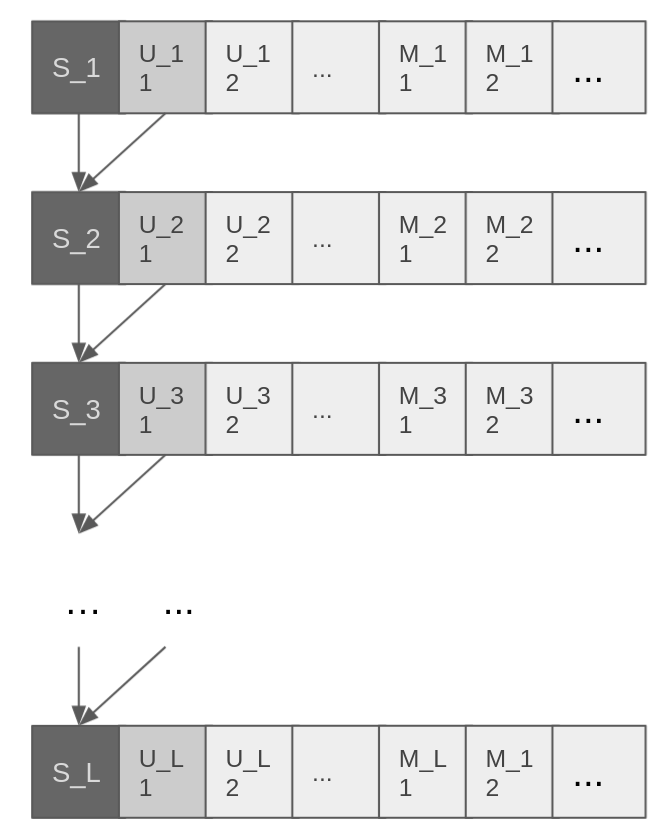 S_1 U_1 1 U_1 2 ... M_1 1 M_1 2 ...
S_2 U_2 1 U_2 2 ... M_2 1 M_2 2 ...
S_3 U_3 1 U_3 2 ... M_3 1 M_3 2 ...
... ...
S_L U_L 1 U_L 2 ... M_L 1 M_1 2 ...